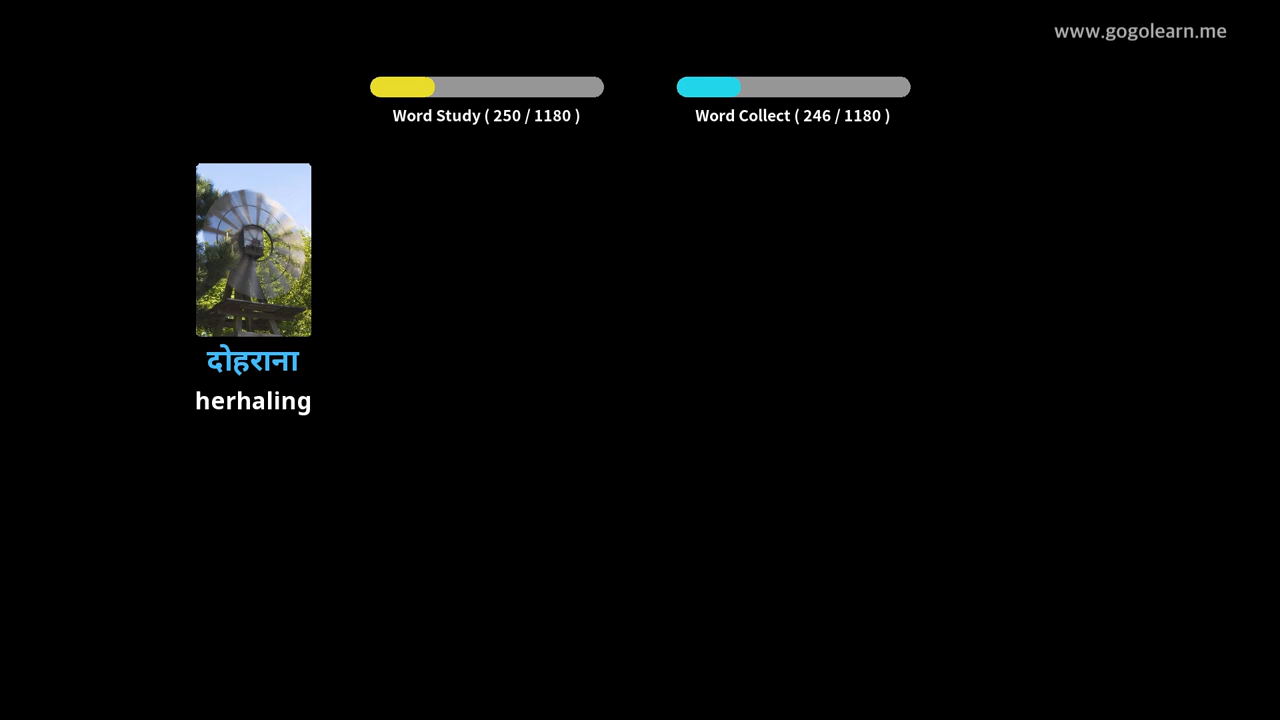 www.gogolearn.me
Word Study ( 250 / 1180 )
Word Collect ( 246 / 1180 )
दोहराना
herhaling